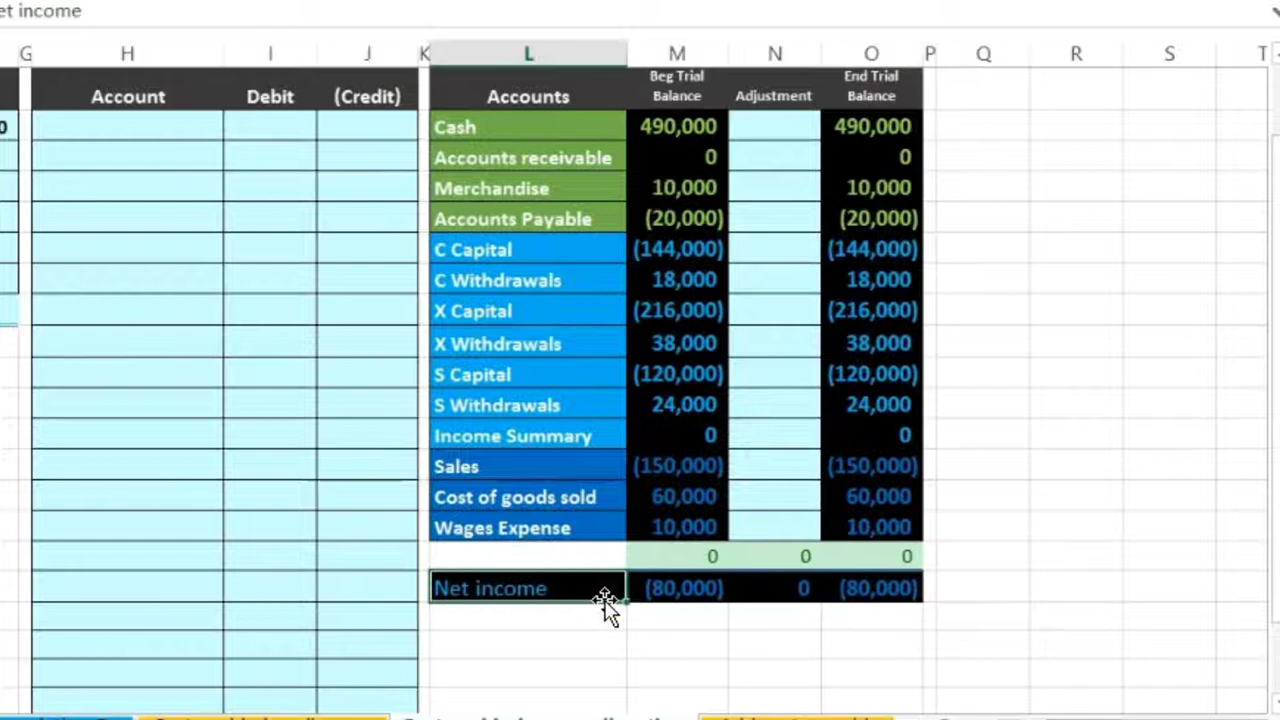 et income
G H I J K L M N O P Q R S T
Account Debit (Credit) Accounts Beg Trial Balance Adjustment End Trial Balance
0 Cash 490,000 490,000
Accounts receivable 0 0
Merchandise 10,000 10,000
Accounts Payable (20,000) (20,000)
C Capital (144,000) (144,000)
C Withdrawals 18,000 18,000
X Capital (216,000) (216,000)
X Withdrawals 38,000 38,000
S Capital (120,000) (120,000)
S Withdrawals 24,000 24,000
Income Summary 0 0
Sales (150,000) (150,000)
Cost of goods sold 60,000 60,000
Wages Expense 10,000 10,000
0 0 0
Net income (80,000) 0 (80,000)